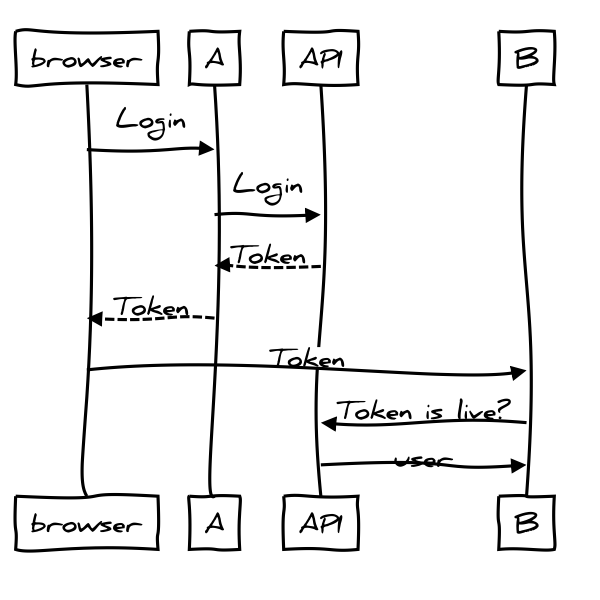 browser A API B
Login
Login
Token
Token
Token
Token is live?
user
browser A API B